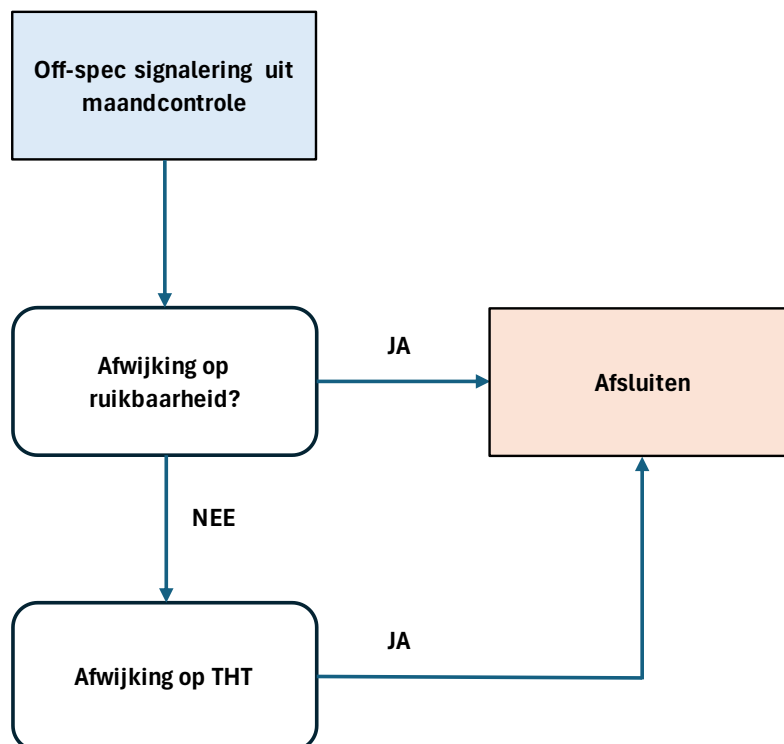 Off-spec signalering uit
maandcontrole
Afwijking op
ruikbaarheid?
JA
Afsluiten
NEE
Afwijking op THT
JA